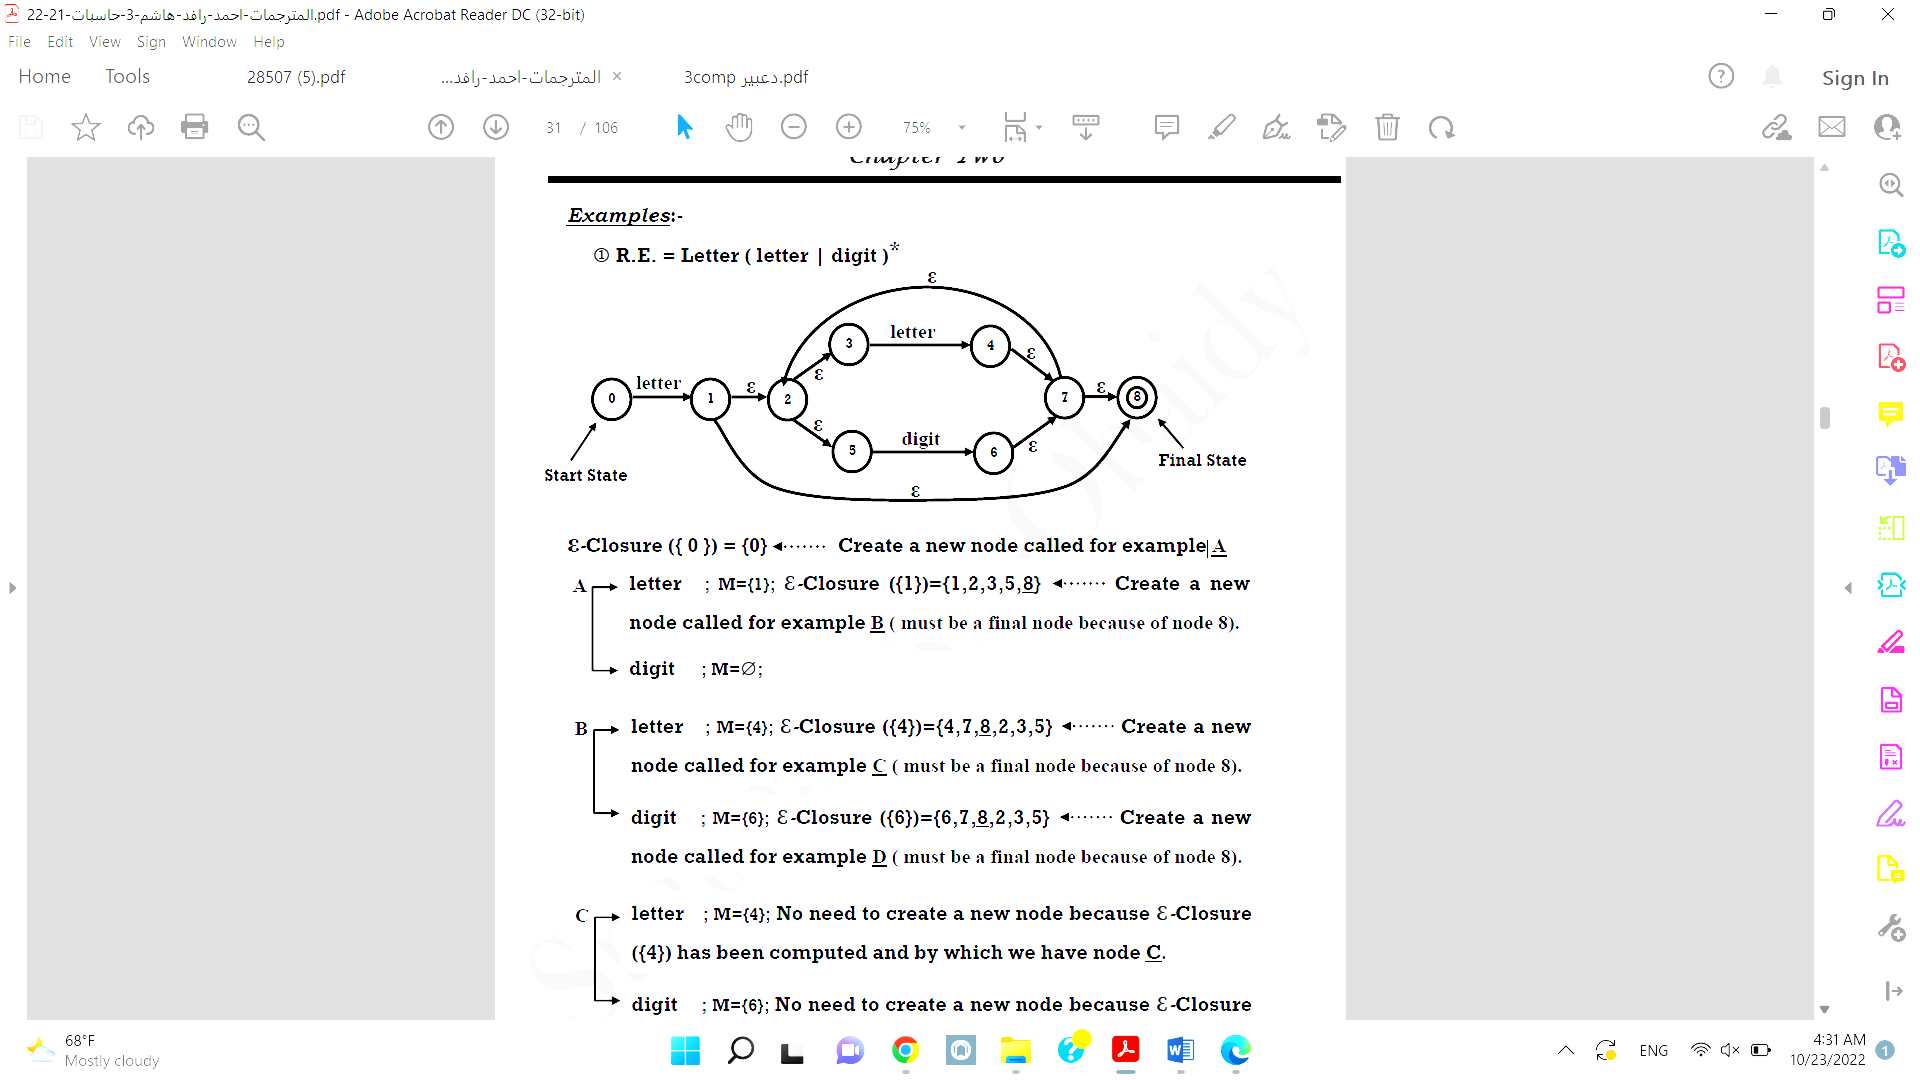 22-21-المترجمات-احمد-رافد-هاشم-3-حاسبات.pdf - Adobe Acrobat Reader DC (32-bit)
File Edit View Sign Window Help
Home Tools 28507 (5).pdf المترجمات-احمد-رافد... × 3comp دعبير.pdf Sign In
31 / 106 75%
Chapter Two
Examples:-
① R.E. = Letter ( letter | digit )*
ε
3 letter 4
ε ε
0 letter 1 ε 2 7 ε 8
ε ε
5 digit 6
Start State Final State
ε
Ɛ-Closure ({ 0 }) = {0} ◄······· Create a new node called for example A
A letter ; M={1}; Ɛ-Closure ({1})={1,2,3,5,8} ◄······· Create a new
node called for example B ( must be a final node because of node 8).
digit ; M=∅;
B letter ; M={4}; Ɛ-Closure ({4})={4,7,8,2,3,5} ◄······· Create a new
node called for example C ( must be a final node because of node 8).
digit ; M={6}; Ɛ-Closure ({6})={6,7,8,2,3,5} ◄······· Create a new
node called for example D ( must be a final node because of node 8).
C letter ; M={4}; No need to create a new node because Ɛ-Closure
({4}) has been computed and by which we have node C.
digit ; M={6}; No need to create a new node because Ɛ-Closure
68°F
Mostly cloudy
ENG
4:31 AM
10/23/2022
1